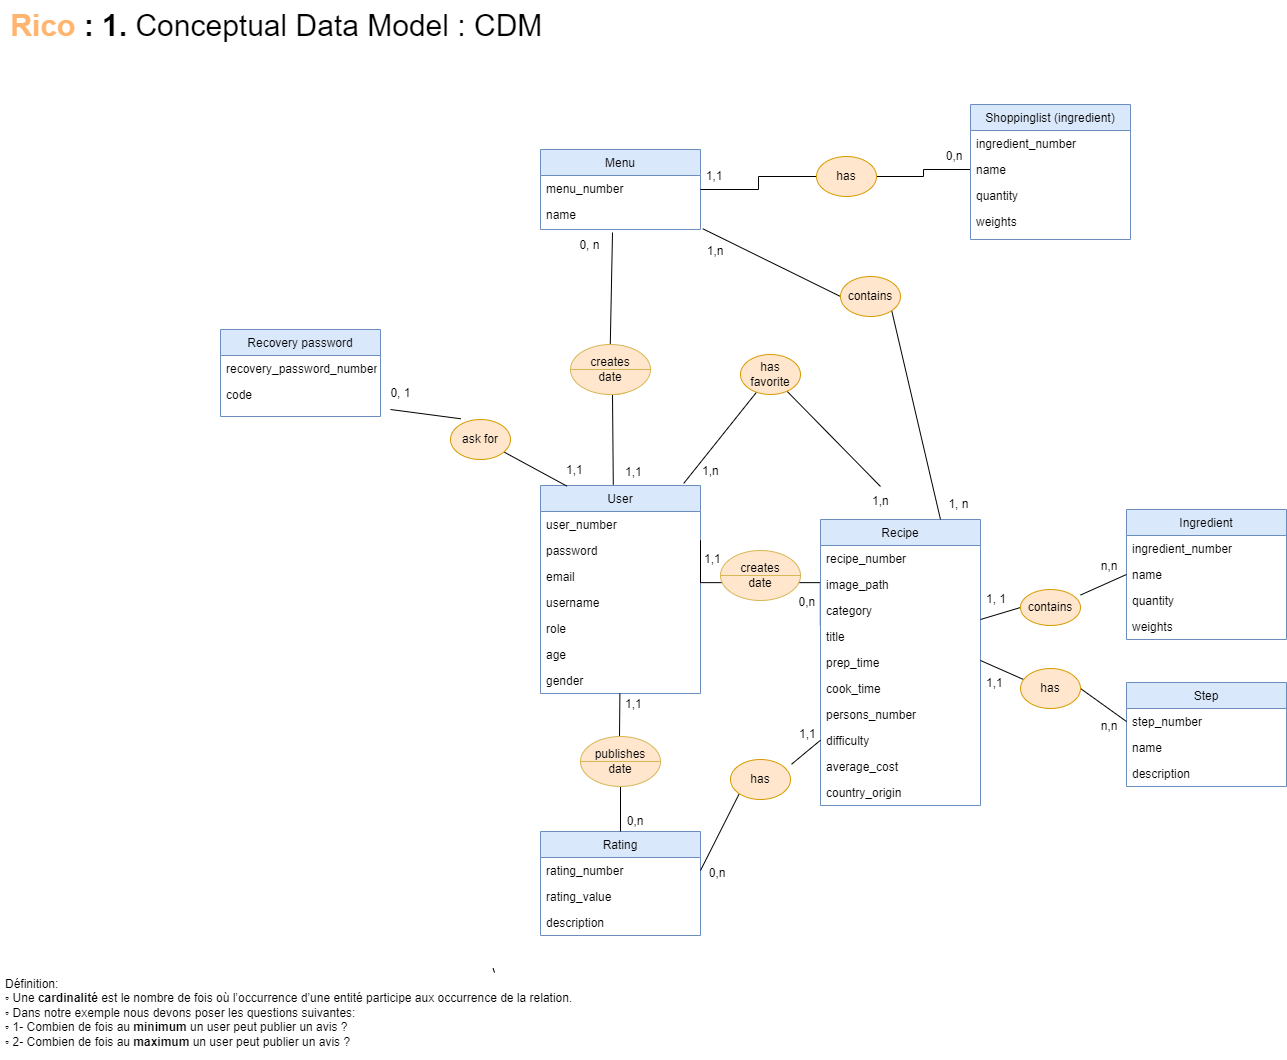 Rico : 1. Conceptual Data Model : CDM
Shoppinglist (ingredient)
ingredient_number
name
quantity
weights
0,n
has
1,1
Menu
menu_number
name
0, n
1,n
contains
1, n
creates
date
1,1
has
favorite
1,n
1,n
Recovery password
recovery_password_number
code
0, 1
ask for
1,1
User
user_number
password
email
username
role
age
gender
1,1
creates
date
0,n
Recipe
recipe_number
image_path
category
title
prep_time
cook_time
persons_number
difficulty
average_cost
country_origin
1, 1
contains
n,n
Ingredient
ingredient_number
name
quantity
weights
1,1
has
n,n
Step
step_number
name
description
1,1
publishes
date
0,n
1,1
has
0,n
Rating
rating_number
rating_value
description
Définition:
◦ Une cardinalité est le nombre de fois où l'occurrence d'une entité participe aux occurrence de la relation.
◦ Dans notre exemple nous devons poser les questions suivantes:
◦ 1- Combien de fois au minimum un user peut publier un avis ?
◦ 2- Combien de fois au maximum un user peut publier un avis ?